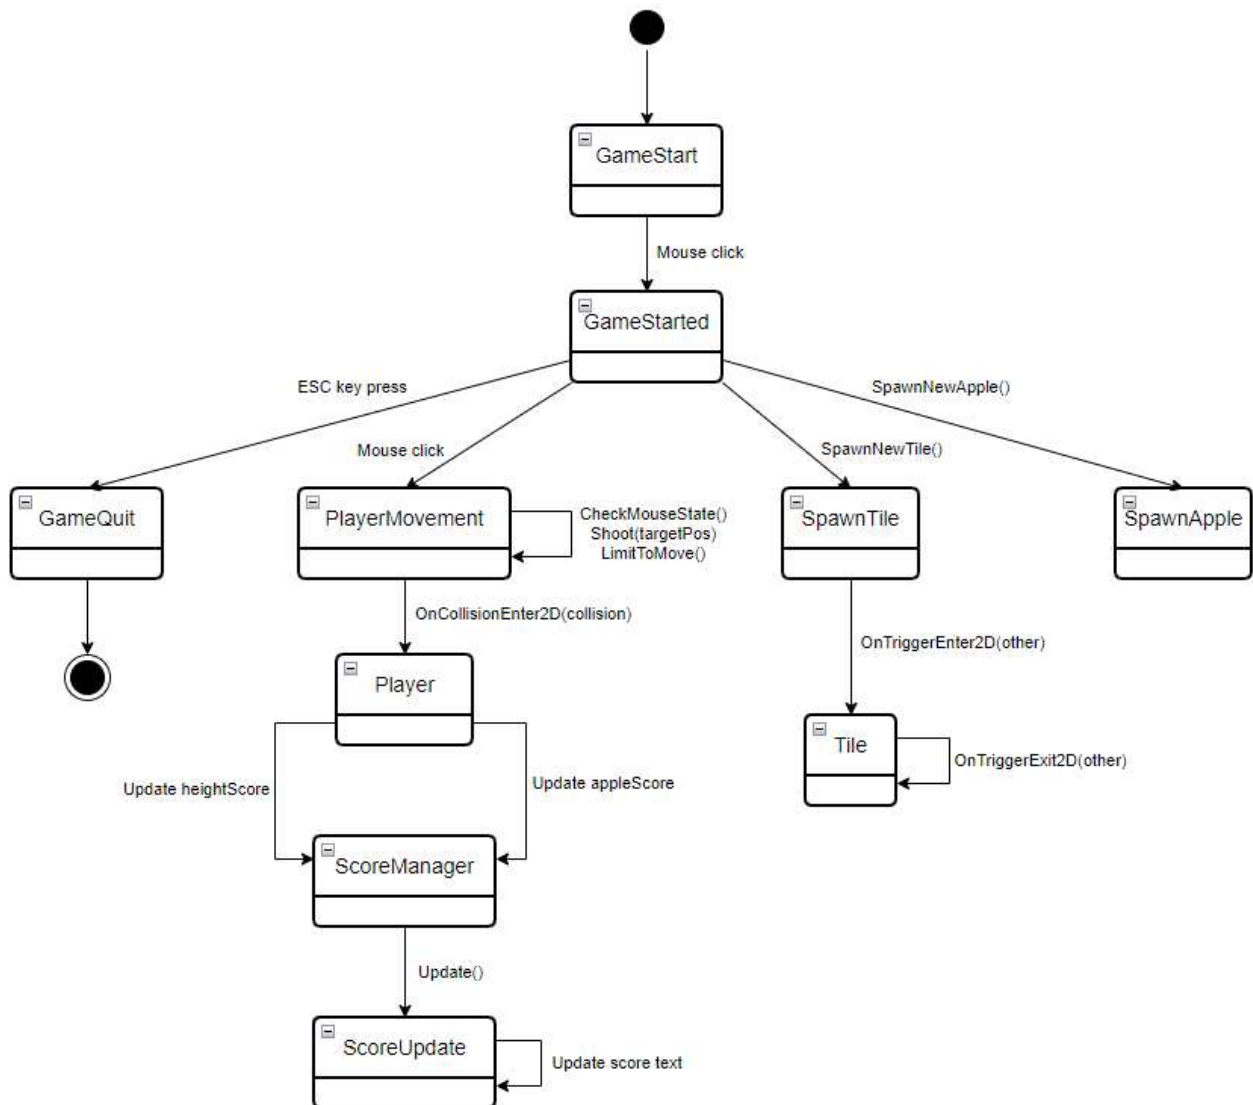 GameStart
Mouse click
GameStarted
ESC key press
SpawnNewApple()
Mouse click
SpawnNewTile()
GameQuit
PlayerMovement
CheckMouseState()
Shoot(targetPos)
LimitToMove()
SpawnTile
SpawnApple
OnCollisionEnter2D(collision)
OnTriggerEnter2D(other)
Player
Tile
OnTriggerExit2D(other)
Update heightScore
Update appleScore
ScoreManager
Update()
ScoreUpdate
Update score text